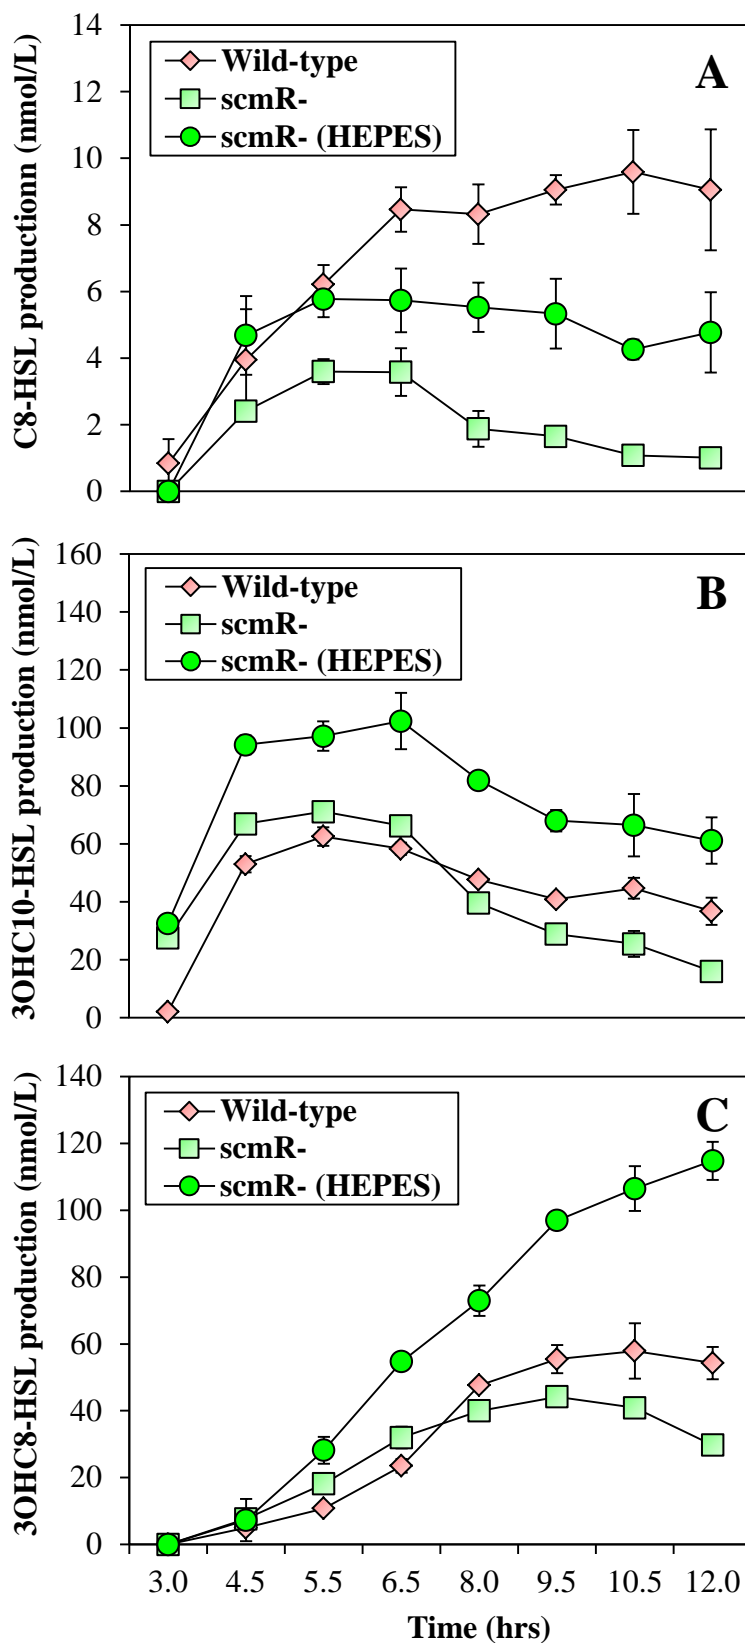 A
Wild-type
scmR-
scmR- (HEPES)
C8-HSL productionn (nmol/L)
14
12
10
8
6
4
2
0
B
Wild-type
scmR-
scmR- (HEPES)
3OHC10-HSL production (nmol/L)
160
140
120
100
80
60
40
20
0
C
Wild-type
scmR-
scmR- (HEPES)
3OHC8-HSL production (nmol/L)
140
120
100
80
60
40
20
0
3.0 4.5 5.5 6.5 8.0 9.5 10.5 12.0
Time (hrs)